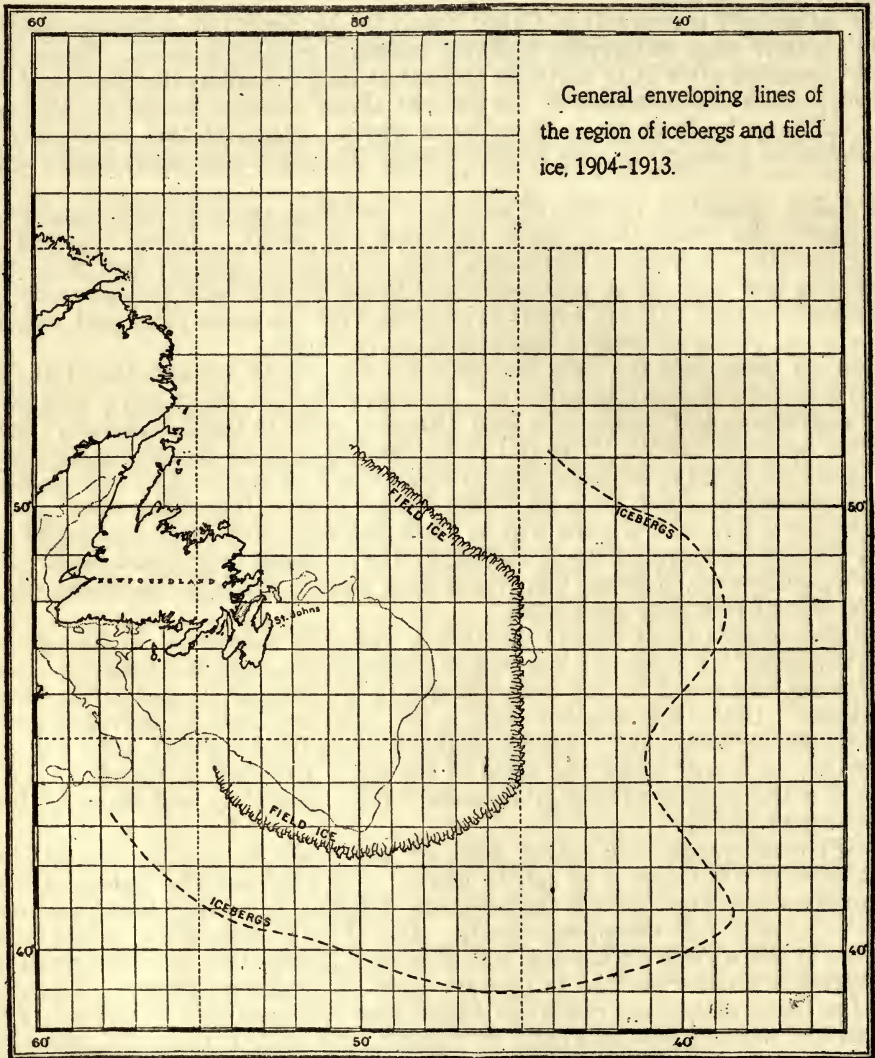 60°
50°
40°
General enveloping lines of
the region of icebergs and field
ice, 1904-1913.
50°
50°
FIELD ICE
ICEBERGS
NEWFOUNDLAND
St. Johns
FIELD ICE
ICEBERGS
40°
40°
60°
50°
40°